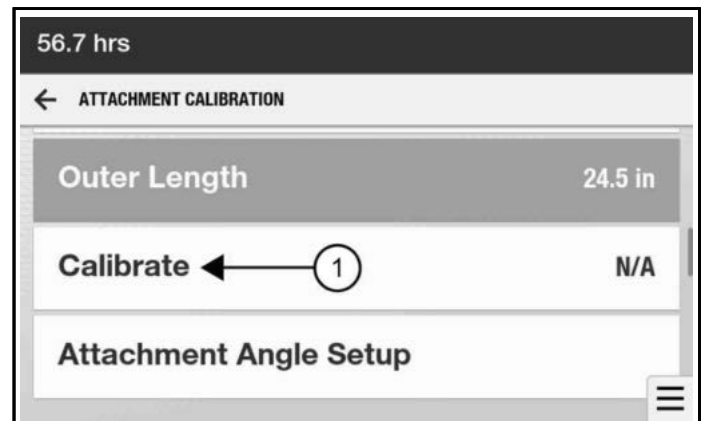 56.7 hrs
← ATTACHMENT CALIBRATION
Outer Length 24.5 in
Calibrate 1 N/A
Attachment Angle Setup